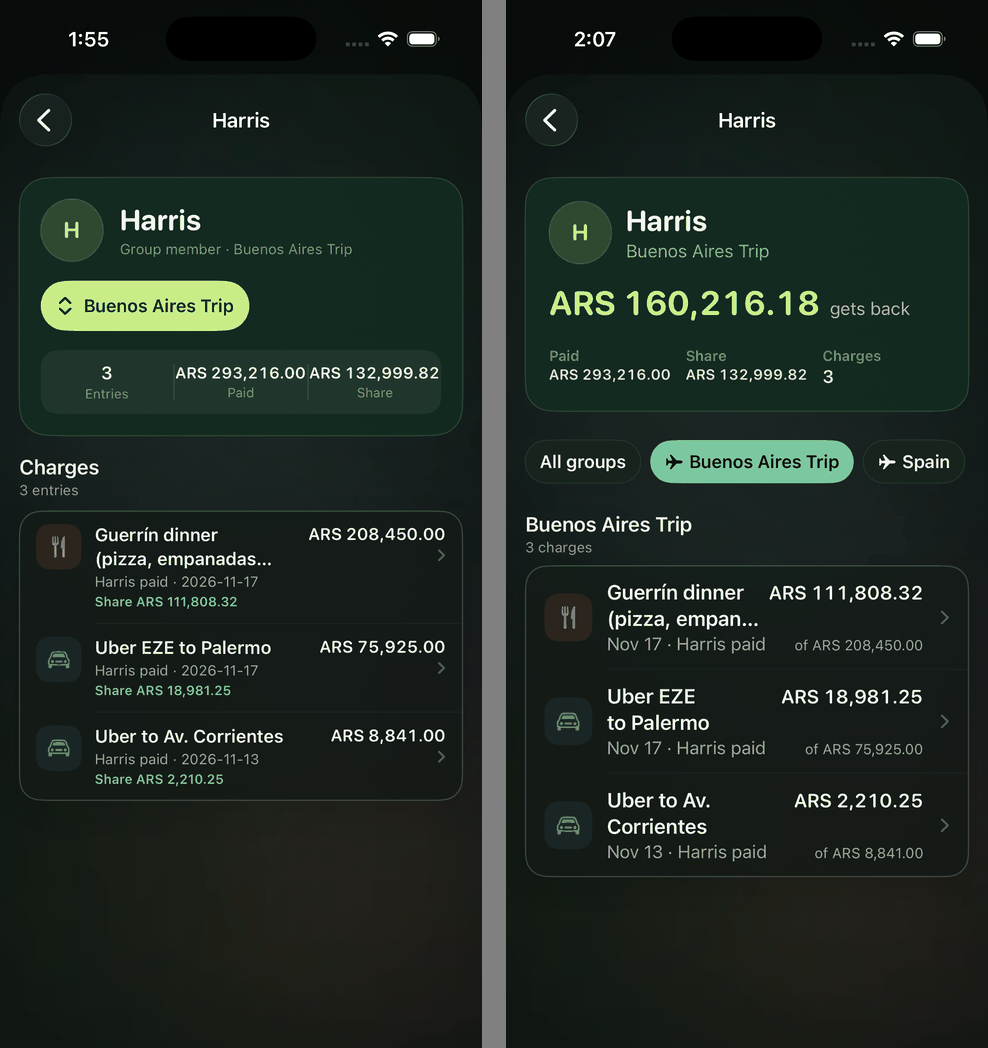 1:55
Harris
H
Harris
Group member · Buenos Aires Trip
Buenos Aires Trip
3
Entries
ARS 293,216.00
Paid
ARS 132,999.82
Share
Charges
3 entries
Guerrín dinner
(pizza, empanadas...
ARS 208,450.00
Harris paid · 2026-11-17
Share ARS 111,808.32
Uber EZE to Palermo
ARS 75,925.00
Harris paid · 2026-11-17
Share ARS 18,981.25
Uber to Av. Corrientes
ARS 8,841.00
Harris paid · 2026-11-13
Share ARS 2,210.25
2:07
Harris
H
Harris
Buenos Aires Trip
ARS 160,216.18 gets back
Paid
ARS 293,216.00
Share
ARS 132,999.82
Charges
3
All groups
Buenos Aires Trip
Spain
Buenos Aires Trip
3 charges
Guerrín dinner
(pizza, empan...
ARS 111,808.32
Nov 17 · Harris paid
of ARS 208,450.00
Uber EZE
to Palermo
ARS 18,981.25
Nov 17 · Harris paid
of ARS 75,925.00
Uber to Av.
Corrientes
ARS 2,210.25
Nov 13 · Harris paid
of ARS 8,841.00